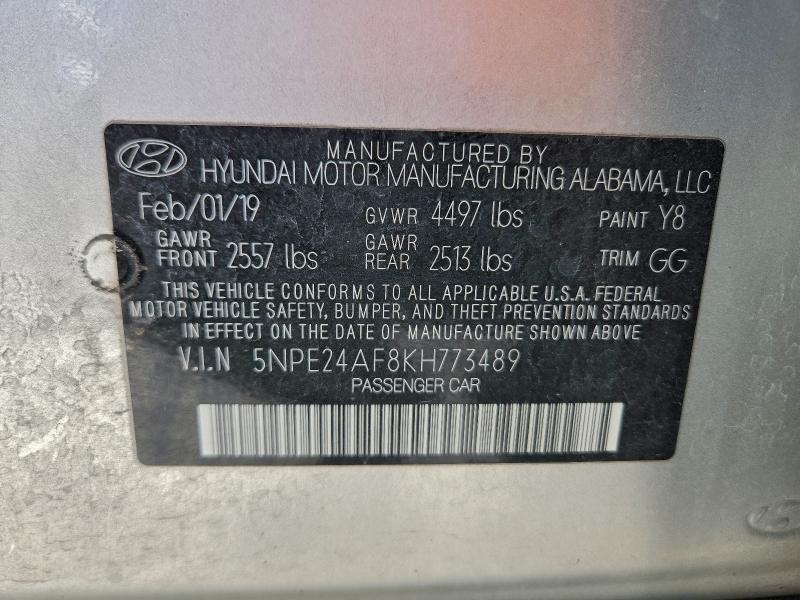 MANUFACTURED BY
HYUNDAI MOTOR MANUFACTURING ALABAMA, LLC
Feb/01/19 GVWR 4497 lbs PAINT Y8
GAWR FRONT 2557 lbs GAWR REAR 2513 lbs TRIM GG
THIS VEHICLE CONFORMS TO ALL APPLICABLE U.S.A. FEDERAL
MOTOR VEHICLE SAFETY, BUMPER, AND THEFT PREVENTION STANDARDS
IN EFFECT ON THE DATE OF MANUFACTURE SHOWN ABOVE.
V.I.N 5NPE24AF8KH773489
PASSENGER CAR